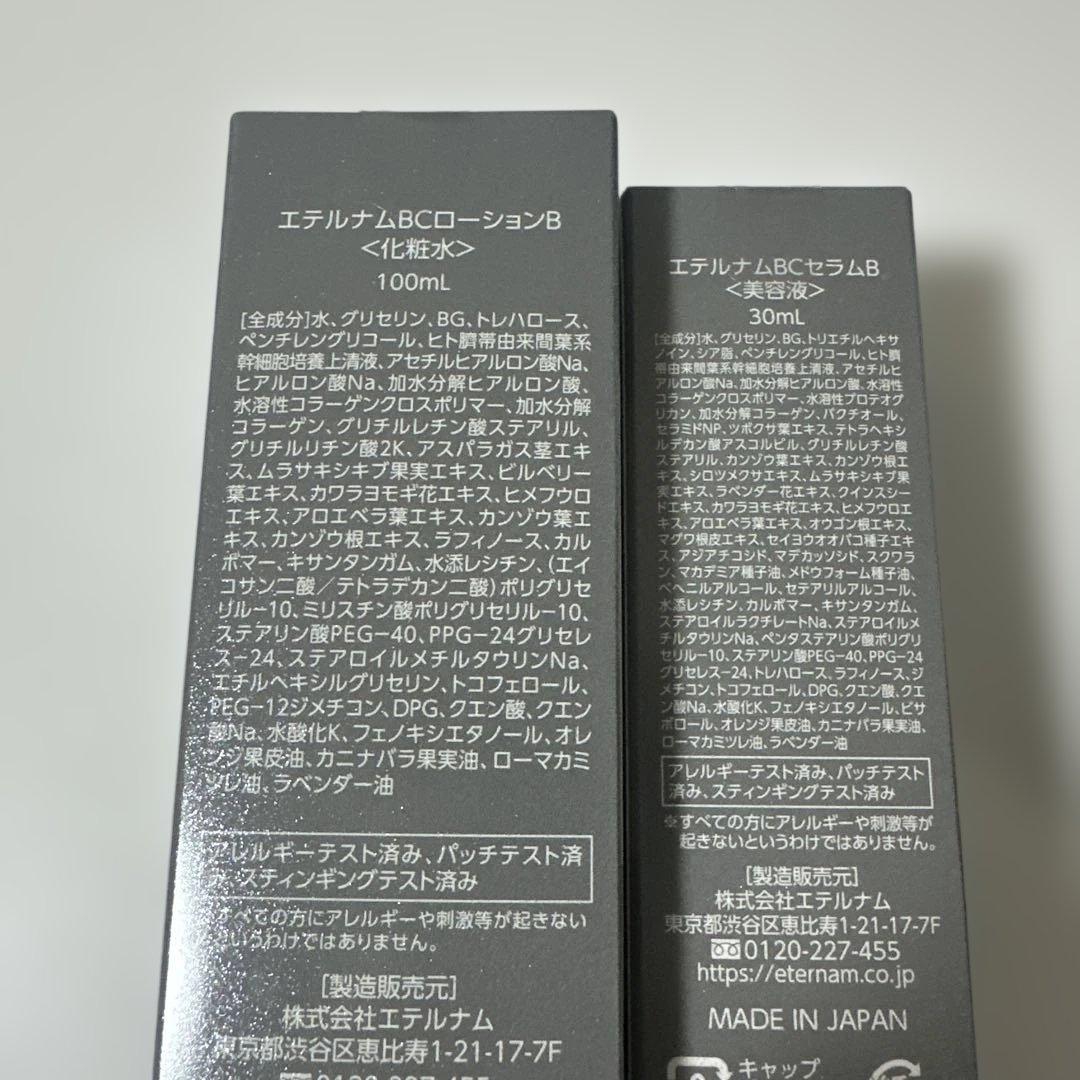 エテルナムBCローションB
<化粧水>
100mL
[全成分]水、グリセリン、BG、トレハロース、
ペンチレングリコール、ヒト臍帯由来間葉系
幹細胞培養上清液、アセチルヒアルロン酸Na、
ヒアルロン酸Na、加水分解ヒアルロン酸、
水溶性コラーゲンクロスポリマー、加水分解
コラーゲン、グリチルレチン酸ステアリル、
グリチルリチン酸2K、アスパラガス茎エキ
ス、ムラサキシキブ果実エキス、ビルベリー
葉エキス、カワラヨモギ花エキス、ヒメフウロ
エキス、アロエベラ葉エキス、カンゾウ葉エ
キス、カンゾウ根エキス、ラフィノース、カル
ボマー、キサンタンガム、水添レシチン、(エイ
コサン二酸/テトラデカン二酸)ポリグリセ
リル-10、ミリスチン酸ポリグリセリル-10、
ステアリン酸PEG-40、PPG-24グリセレ
ス-24、ステアロイルメチルタウリンNa、
エチルヘキシルグリセリン、トコフェロール、
PEG-12ジメチコン、DPG、クエン酸、クエン
酸Na、水酸化K、フェノキシエタノール、オレ
ンジ果皮油、カニナバラ果実油、ローマカミ
ツレ油、ラベンダー油
アレルギーテスト済み、パッチテスト済
み、スティンギングテスト済み
すべての方にアレルギーや刺激等が起きない
というわけではありません。
[製造販売元]
株式会社エテルナム
東京都渋谷区恵比寿1-21-17-7F
エテルナムBCセラムB
<美容液>
30mL
[全成分]水、グリセリン、BG、トリエチルヘキサ
ノイン、シア脂、ペンチレングリコール、ヒト臍
帯由来間葉系幹細胞培養上清液、アセチルヒ
アルロン酸Na、加水分解ヒアルロン酸、水溶性
コラーゲンクロスポリマー、水溶性プロテオグ
リカン、加水分解コラーゲン、バクチオール、
セラミドNP、ツボクサ葉エキス、テトラヘキシ
ルデカン酸アスコルビル、グリチルレチン酸
ステアリル、カンゾウ葉エキス、カンゾウ根エ
キス、シロツメクサエキス、ムラサキシキブ果
実エキス、ラベンダー花エキス、クインスシー
ドエキス、カワラヨモギ花エキス、ヒメフウロエ
キス、アロエベラ葉エキス、オウゴン根エキス、
マグワ根皮エキス、セイヨウオオバコ種子エキ
ス、アジアチコシド、マデカッソシド、スクワラ
ン、マカデミア種子油、メドウフォーム種子油、
ベヘニルアルコール、セテアリルアルコール、
水添レシチン、カルボマー、キサンタンガム、
ステアロイルラクチレートNa、ステアロイルメ
チルタウリンNa、ペンタステアリン酸ポリグリ
セリル-10、ステアリン酸PEG-40、PPG-24
グリセレス-24、トレハロース、ラフィノース、ジ
メチコン、トコフェロール、DPG、クエン酸、クエ
ン酸Na、水酸化K、フェノキシエタノール、ビサ
ボロール、オレンジ果皮油、カニナバラ果実油、
ローマカミツレ油、ラベンダー油
アレルギーテスト済み、パッチテスト
済み、スティンギングテスト済み
※すべての方にアレルギーや刺激等が
起きないというわけではありません。
[製造販売元]
株式会社エテルナム
東京都渋谷区恵比寿1-21-17-7F
0120-227-455
https://eternam.co.jp
MADE IN JAPAN
キャップ